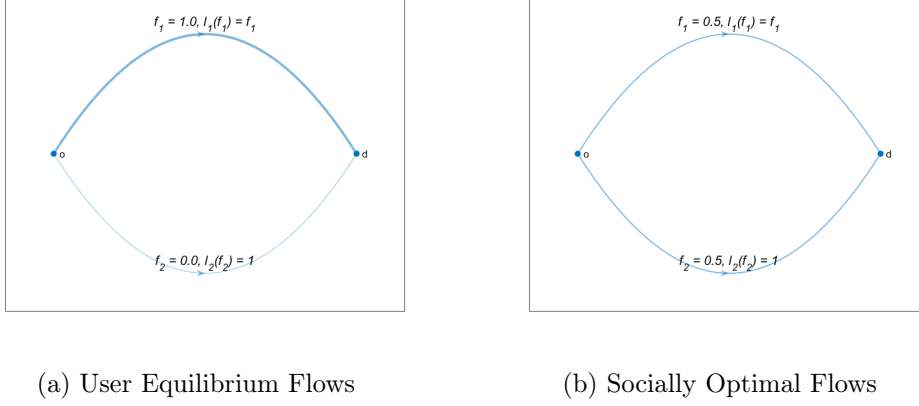 f₁ = 1.0, l₁(f₁) = f₁
o
d
f₂ = 0.0, l₂(f₂) = 1
(a) User Equilibrium Flows
f₁ = 0.5, l₁(f₁) = f₁
o
d
f₂ = 0.5, l₂(f₂) = 1
(b) Socially Optimal Flows